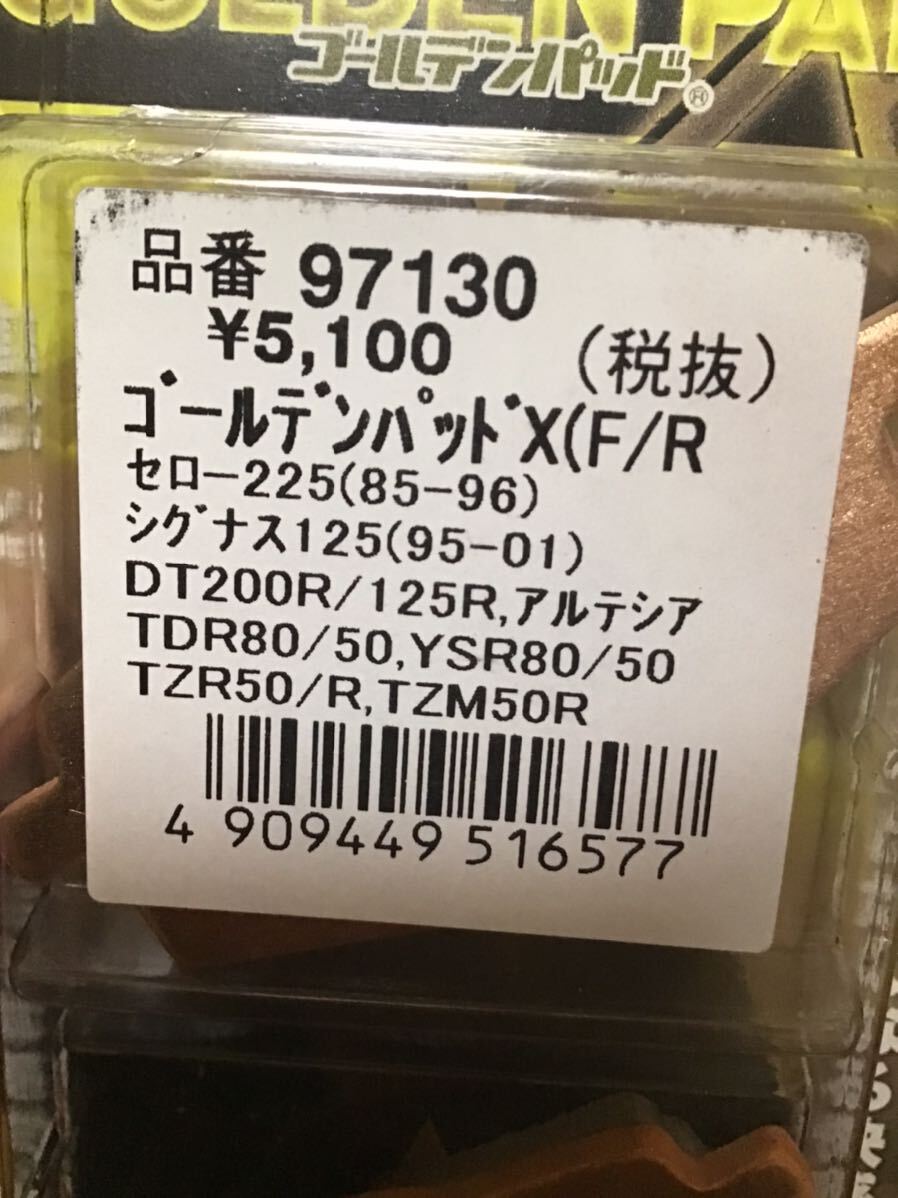 GOLDEN PA
ゴールデンパッド®
品番 97130
¥5,100 (税抜)
ｺﾞｰﾙﾃﾞﾝﾊﾟｯﾄﾞX(F/R
セロー225(85-96)
ｼｸﾞﾅｽ125(95-01)
DT200R/125R,アルテシア
TDR80/50,YSR80/50
TZR50/R,TZM50R
4 909449 516577